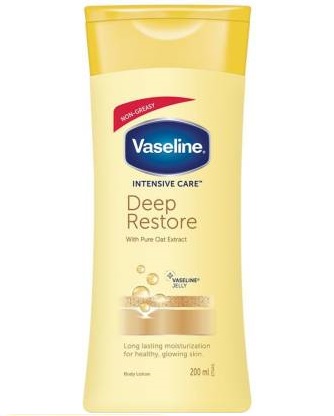 NON-GREASY
Vaseline.
INTENSIVE CARE™
Deep
Restore
With Pure Oat Extract
VASELINE®
JELLY
Long lasting moisturization
for healthy, glowing skin.
Body Lotion
200 ml